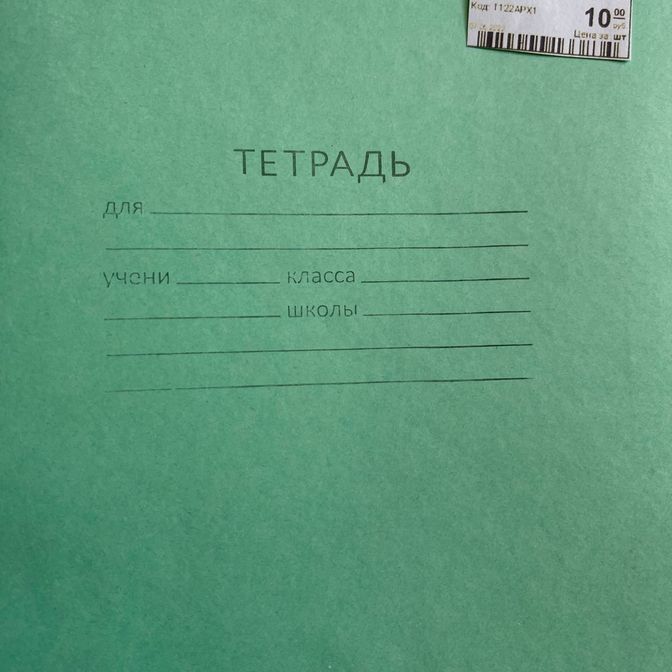 Код: 1122АРХ1
10 00
руб
Цена за шт
ТЕТРАДЬ
для
учени класса
школы